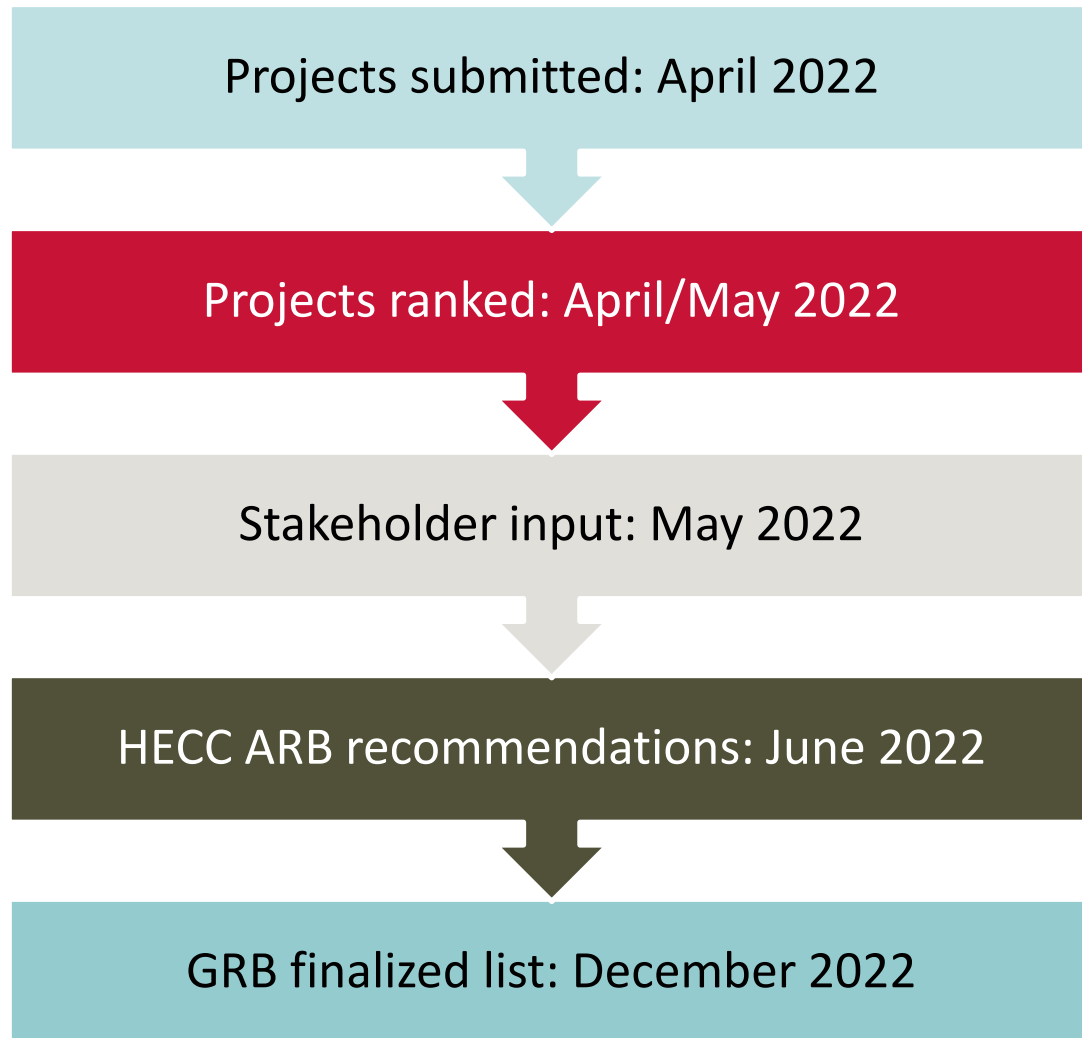 Projects submitted: April 2022
Projects ranked: April/May 2022
Stakeholder input: May 2022
HECC ARB recommendations: June 2022
GRB finalized list: December 2022